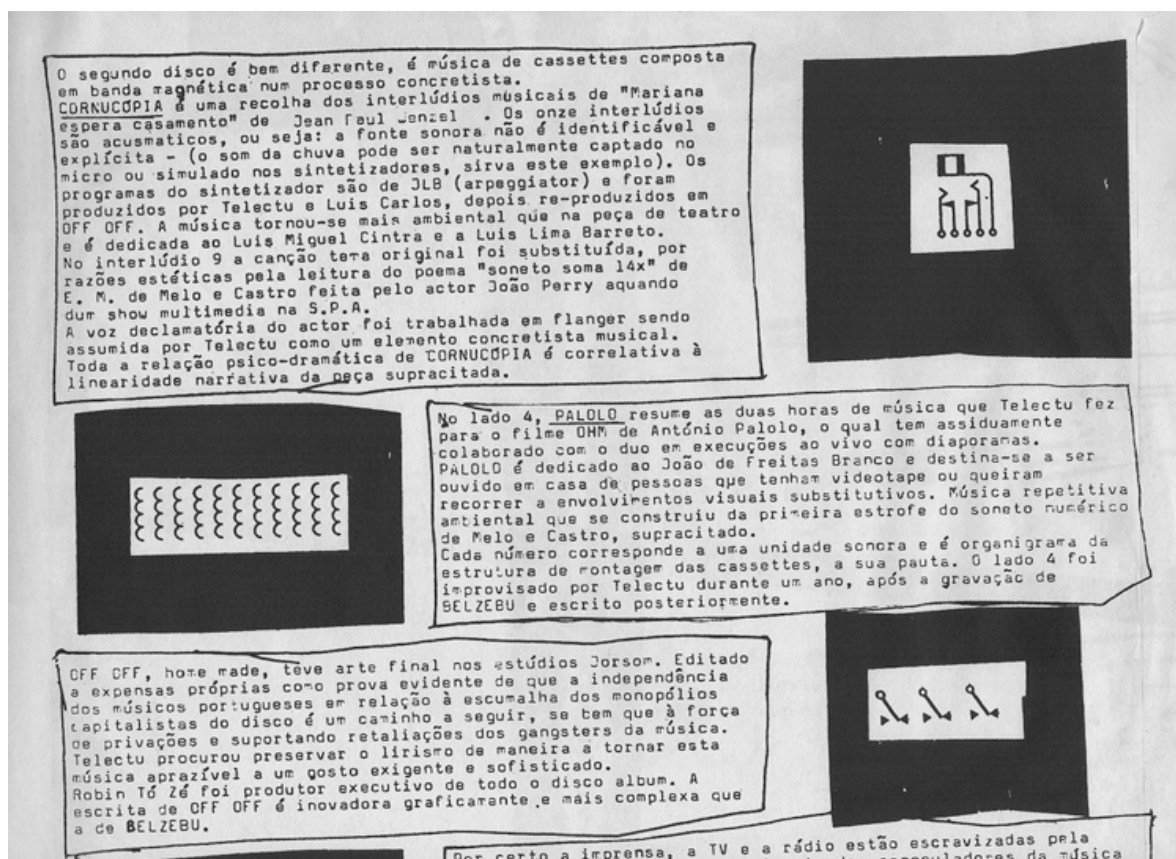 O segundo disco é bem diferente, é música de cassettes composta
em banda magnética num processo concretista.
CORNUCÓPIA é uma recolha dos interlúdios musicais de "Mariana
espera casamento" de Jean Paul Wenzel . Os onze interlúdios
são acusmaticos, ou seja: a fonte sonora não é identificável e
explícita - (o som da chuva pode ser naturalmente captado no
micro ou simulado nos sintetizadores, sirva este exemplo). Os
programas do sintetizador são de JLB (arpeggiator) e foram
produzidos por Telectu e Luis Carlos, depois re-produzidos em
OFF OFF. A música tornou-se mais ambiental que na peça de teatro
e é dedicada ao Luis Miguel Cintra e a Luis Lima Barreto.
No interlúdio 9 a canção tema original foi substituída, por
razões estéticas pela leitura do poema "soneto soma 14x" de
E. M. de Melo e Castro feita pelo actor João Perry aquando
dum show multimedia na S.P.A.
A voz declamatória do actor foi trabalhada em flanger sendo
assumida por Telectu como um elemento concretista musical.
Toda a relação psico-dramática de CORNUCÓPIA é correlativa à
linearidade narrativa da peça supracitada.
No lado 4, PALOLO resume as duas horas de música que Telectu fez
para o filme OHM de António Palolo, o qual tem assiduamente
colaborado com o duo em execuções ao vivo com diaporamas.
PALOLO é dedicado ao João de Freitas Branco e destina-se a ser
ouvido em casa de pessoas que tenham videotape ou queiram
recorrer a envolvimentos visuais substitutivos. Música repetitiva
ambiental que se construiu da primeira estrofe do soneto numérico
de Melo e Castro, supracitado.
Cada número corresponde a uma unidade sonora e é organigrama da
estrutura de montagem das cassettes, a sua pauta. O lado 4 foi
improvisado por Telectu durante um ano, após a gravação de
BELZEBU e escrito posteriormente.
OFF OFF, home made, têve arte final nos estúdios Jorsom. Editado
a expensas próprias como prova evidente de que a independência
dos músicos portugueses em relação à escumalha dos monopólios
capitalistas do disco é um caminho a seguir, se bem que à força
de privações e suportando retaliações dos gangsters da música.
Telectu procurou preservar o lirismo de maneira a tornar esta
música aprazível a um gosto exigente e sofisticado.
Robin Tó Zé foi produtor executivo de todo o disco album. A
escrita de OFF OFF é inovadora graficamante e mais complexa que
a de BELZEBU.
Por certo a imprensa, a TV e a rádio estão escravizadas pela
da música